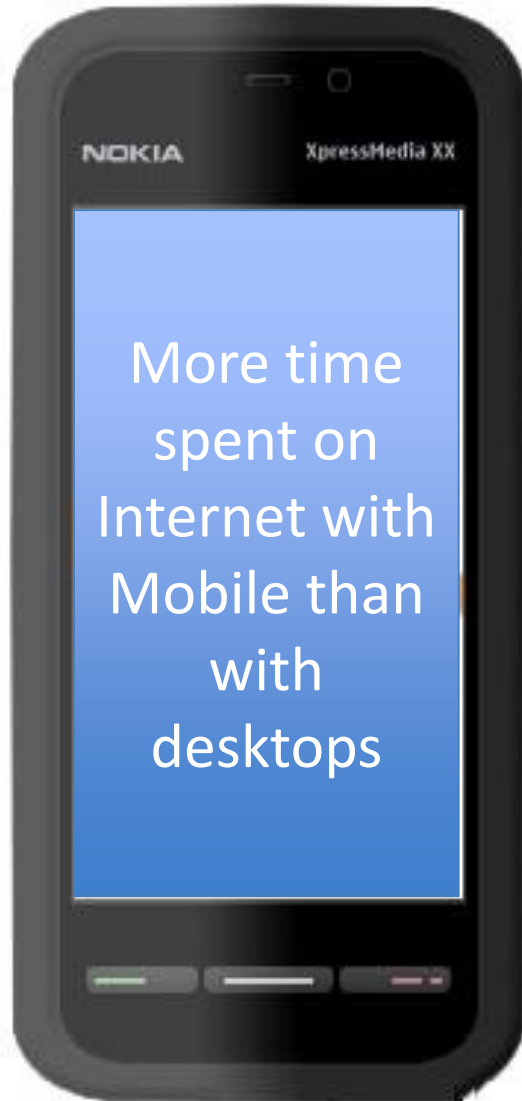 NOKIA XpressMedia XX
More time
spent on
Internet with
Mobile than
with
desktops